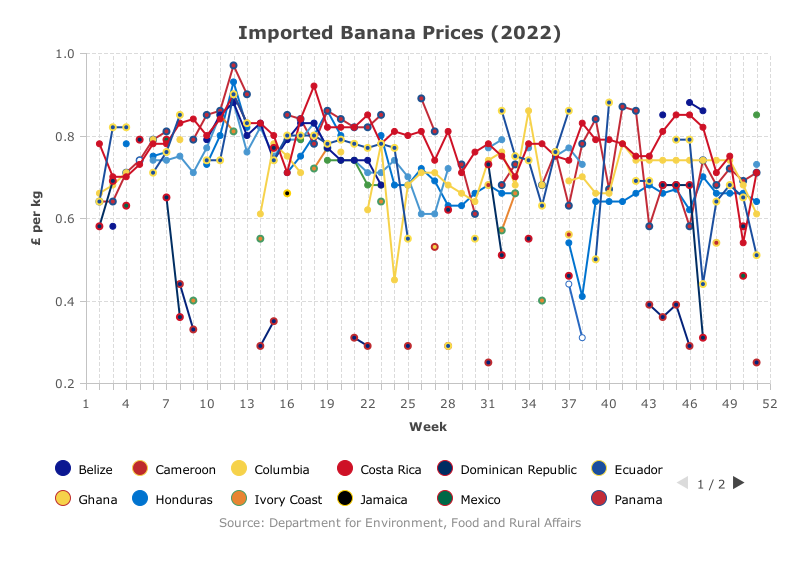 Imported Banana Prices (2022)
1.0
0.8
0.6
0.4
0.2
£ per kg
1 4 7 10 13 16 19 22 25 28 31 34 37 40 43 46 49 52
Week
Belize Cameroon Columbia Costa Rica Dominican Republic Ecuador
Ghana Honduras Ivory Coast Jamaica Mexico Panama
1 / 2
Source: Department for Environment, Food and Rural Affairs